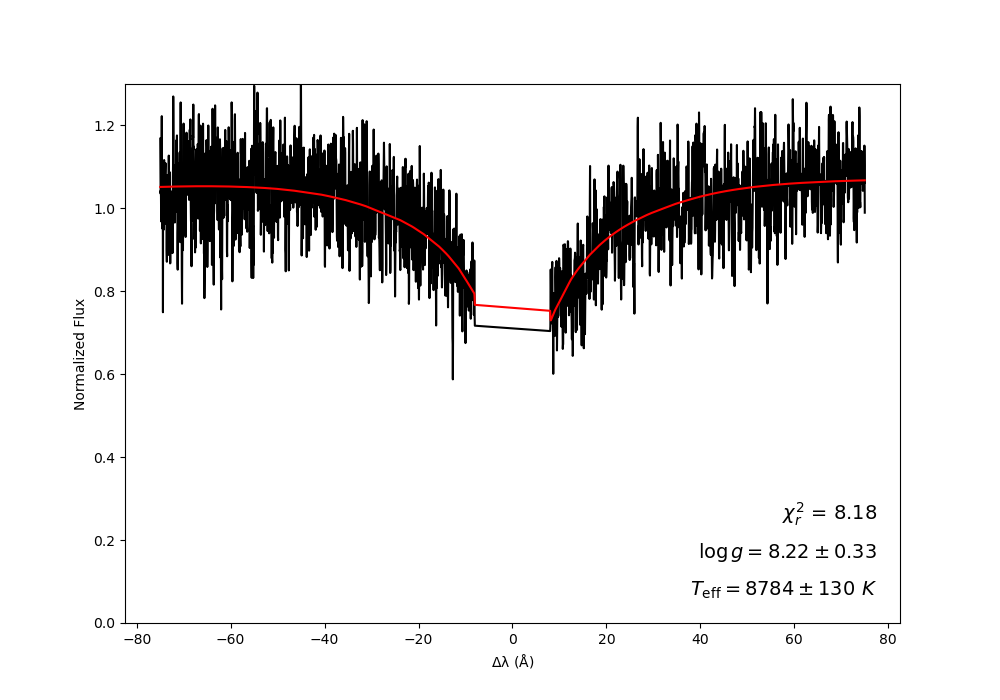 1.2
1.0
0.8
0.6
0.4
0.2
0.0
Normalized Flux
χ²ᵣ = 8.18
log g = 8.22 ± 0.33
T_eff = 8784 ± 130 K
−80 −60 −40 −20 0 20 40 60 80
Δλ (Å)